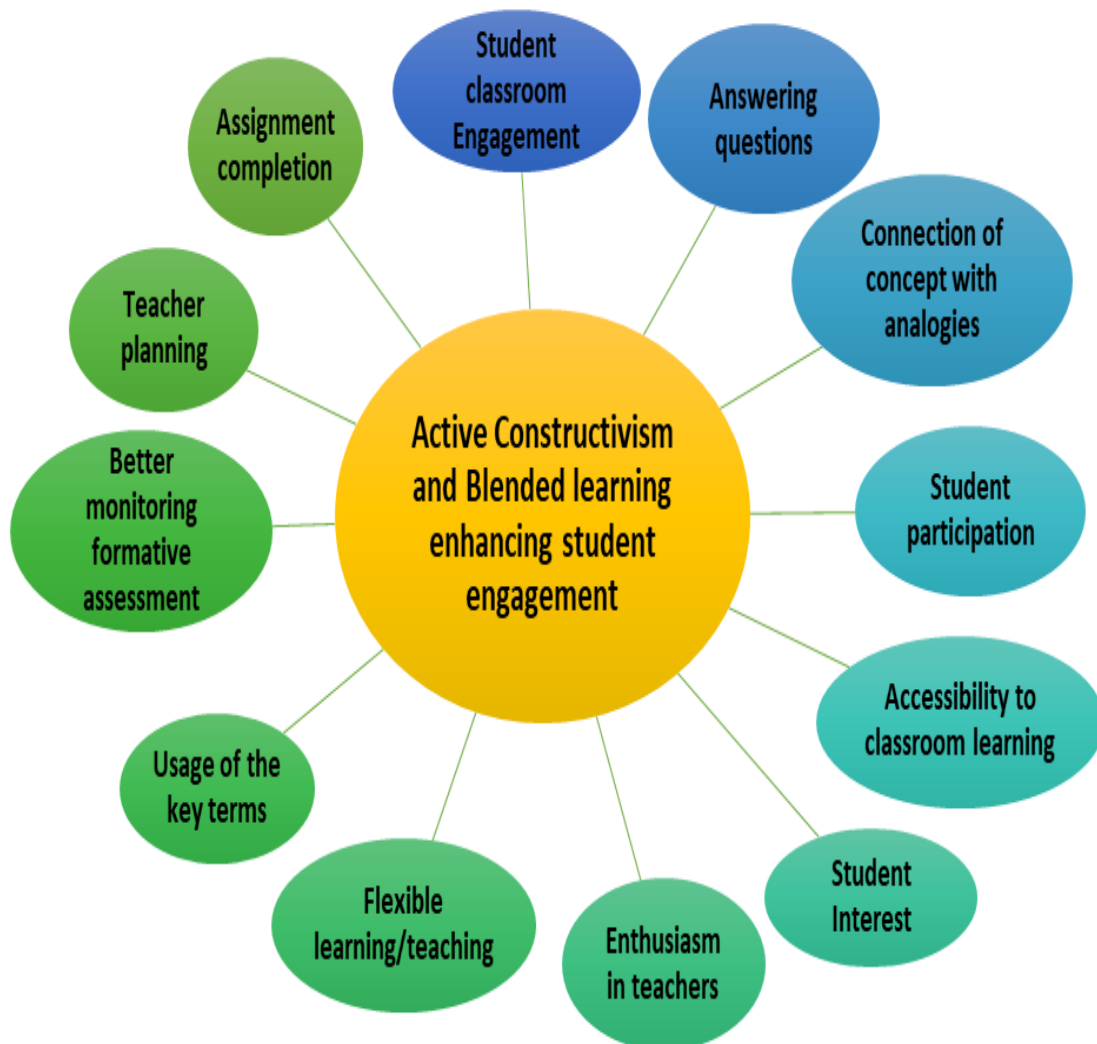 Student
classroom
Engagement
Answering
questions
Connection of
concept with
analogies
Student
participation
Accessibility to
classroom learning
Student
Interest
Enthusiasm
in teachers
Flexible
learning/teaching
Usage of the
key terms
Better
monitoring
formative
assessment
Teacher
planning
Assignment
completion
Active Constructivism
and Blended learning
enhancing student
engagement